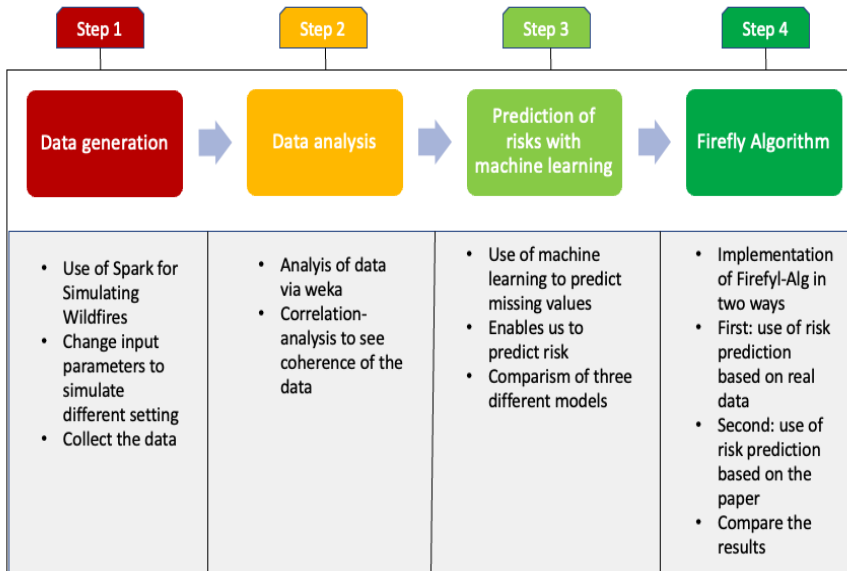 Step 1
Step 2
Step 3
Step 4
Data generation
Data analysis
Prediction of
risks with
machine learning
Firefly Algorithm
• Use of Spark for
Simulating
Wildfires
• Change input
parameters to
simulate
different setting
• Collect the data
• Analyis of data
via weka
• Correlation-
analysis to see
coherence of the
data
• Use of machine
learning to predict
missing values
• Enables us to
predict risk
• Comparism of three
different models
• Implementation
of Firefyl-Alg in
two ways
• First: use of risk
prediction
based on real
data
• Second: use of
risk prediction
based on the
paper
• Compare the
results